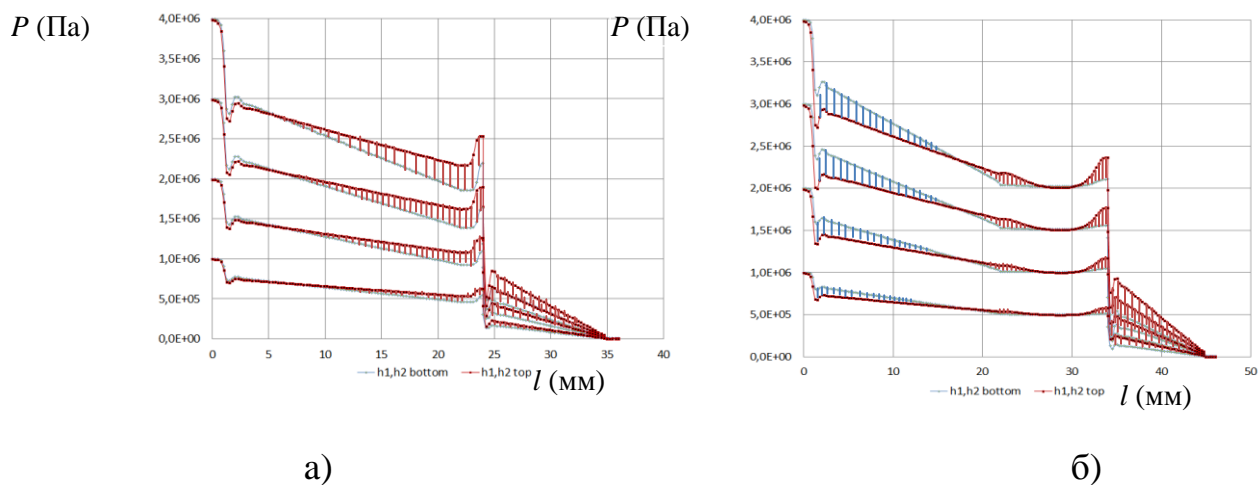 P (Па)
4,0E+06
3,5E+06
3,0E+06
2,5E+06
2,0E+06
1,5E+06
1,0E+06
5,0E+05
0,0E+00
0 5 10 15 20 25 30 35 40
h1,h2 bottom h1,h2 top
l (мм)
а)
P (Па)
4,0E+06
3,5E+06
3,0E+06
2,5E+06
2,0E+06
1,5E+06
1,0E+06
5,0E+05
0,0E+00
0 10 20 30 40 50
h1,h2 bottom h1,h2 top
l (мм)
б)